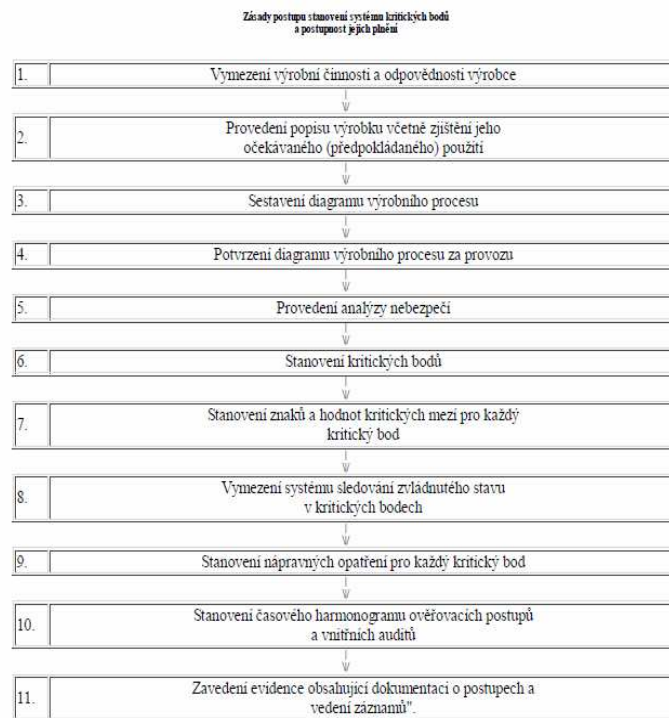 Zásady postupu stanovení systému kritických bodů
a postupnost jejich plnění
1. Vymezení výrobní činnosti a odpovědnosti výrobce
2. Provedení popisu výrobku včetně zjištění jeho
očekávaného (předpokládaného) použití
3. Sestavení diagramu výrobního procesu
4. Potvrzení diagramu výrobního procesu za provozu
5. Provedení analýzy nebezpečí
6. Stanovení kritických bodů
7. Stanovení znaků a hodnot kritických mezí pro každý
kritický bod
8. Vymezení systému sledování zvládnutého stavu
v kritických bodech
9. Stanovení nápravných opatření pro každý kritický bod
10. Stanovení časového harmonogramu ověřovacích postupů
a vnitřních auditů
11. Zavedení evidence obsahující dokumentaci o postupech a
vedení záznamů".